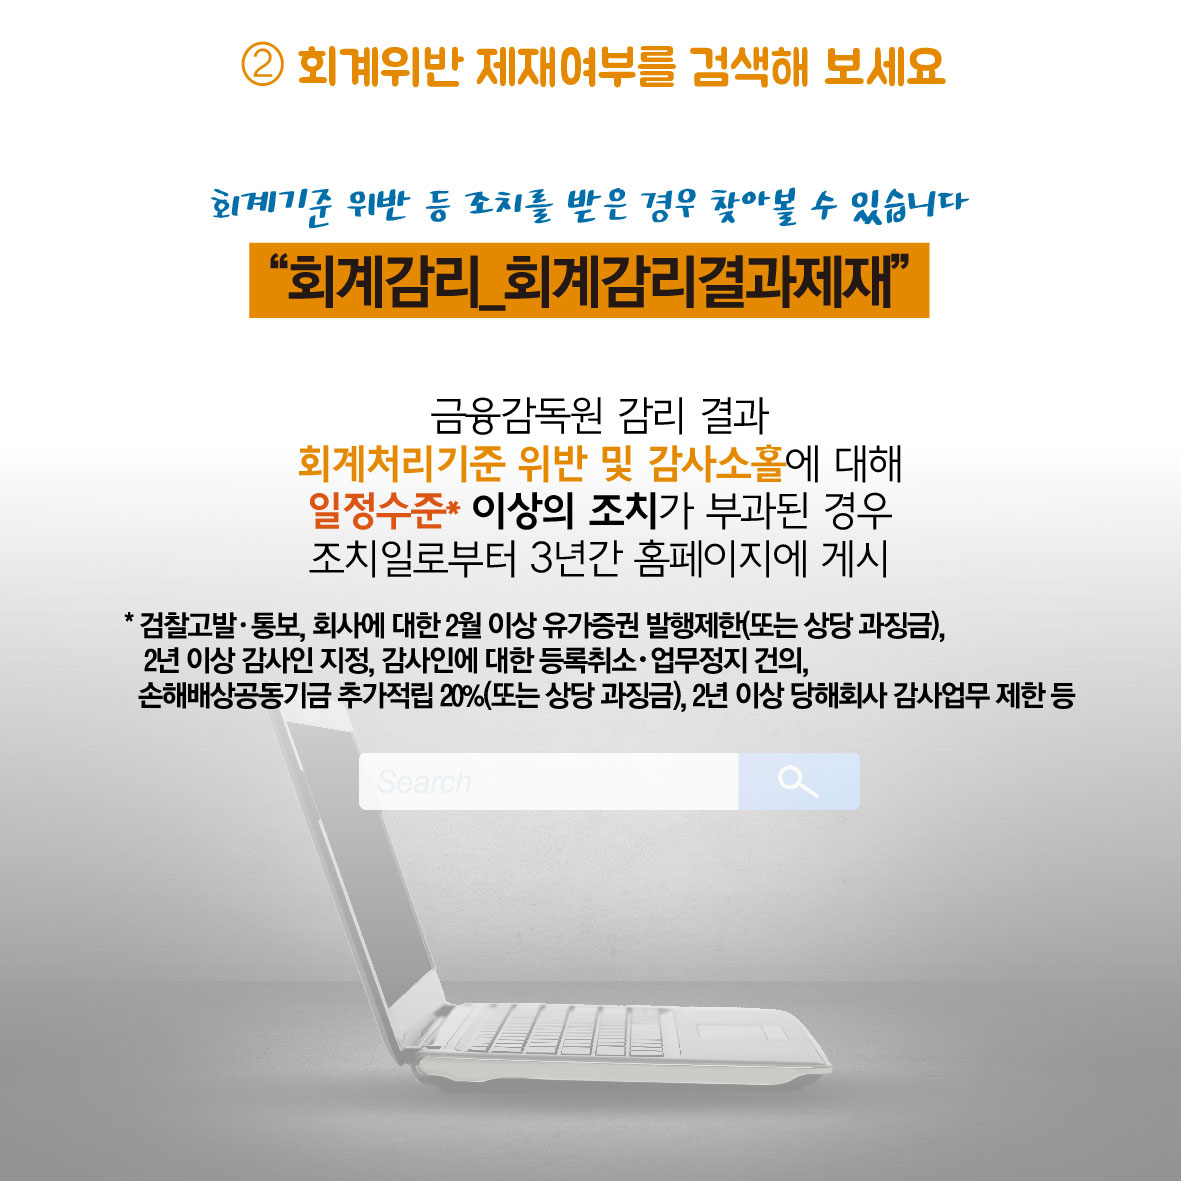 ② 회계위반 제재여부를 검색해 보세요
회계기준 위반 등 조치를 받은 경우 찾아볼 수 있습니다
“회계감리_회계감리결과제재”
금융감독원 감리 결과
회계처리기준 위반 및 감사소홀에 대해
일정수준* 이상의 조치가 부과된 경우
조치일로부터 3년간 홈페이지에 게시
* 검찰고발·통보, 회사에 대한 2월 이상 유가증권 발행제한(또는 상당 과징금),
2년 이상 감사인 지정, 감사인에 대한 등록취소·업무정지 건의,
손해배상공동기금 추가적립 20%(또는 상당 과징금), 2년 이상 당해회사 감사업무 제한 등
Search